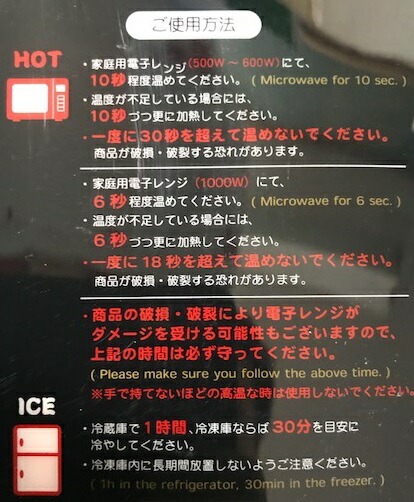 ご使用方法
HOT
・家庭用電子レンジ(500W～600W)にて、
10秒程度温めてください。( Microwave for 10 sec. )
・温度が不足している場合には、
10秒づつ更に加熱してください。
・一度に30秒を超えて温めないでください。
商品が破損・破裂する恐れがあります。
・家庭用電子レンジ(1000W)にて、
6秒程度温めてください。( Microwave for 6 sec. )
・温度が不足している場合には、
6秒づつ更に加熱してください。
・一度に18秒を超えて温めないでください。
商品が破損・破裂する恐れがあります。
・商品の破損・破裂により電子レンジが
ダメージを受ける可能性もございますので、
上記の時間は必ず守ってください。
( Please make sure you follow the above time. )
※手で持てないほどの高温な時は使用しないでください。
ICE
・冷蔵庫で1時間、冷凍庫ならば30分を目安に
冷やしてください。
・冷凍庫内に長期間放置しないようご注意ください。
( 1h in the refrigerator, 30min in the freezer. )